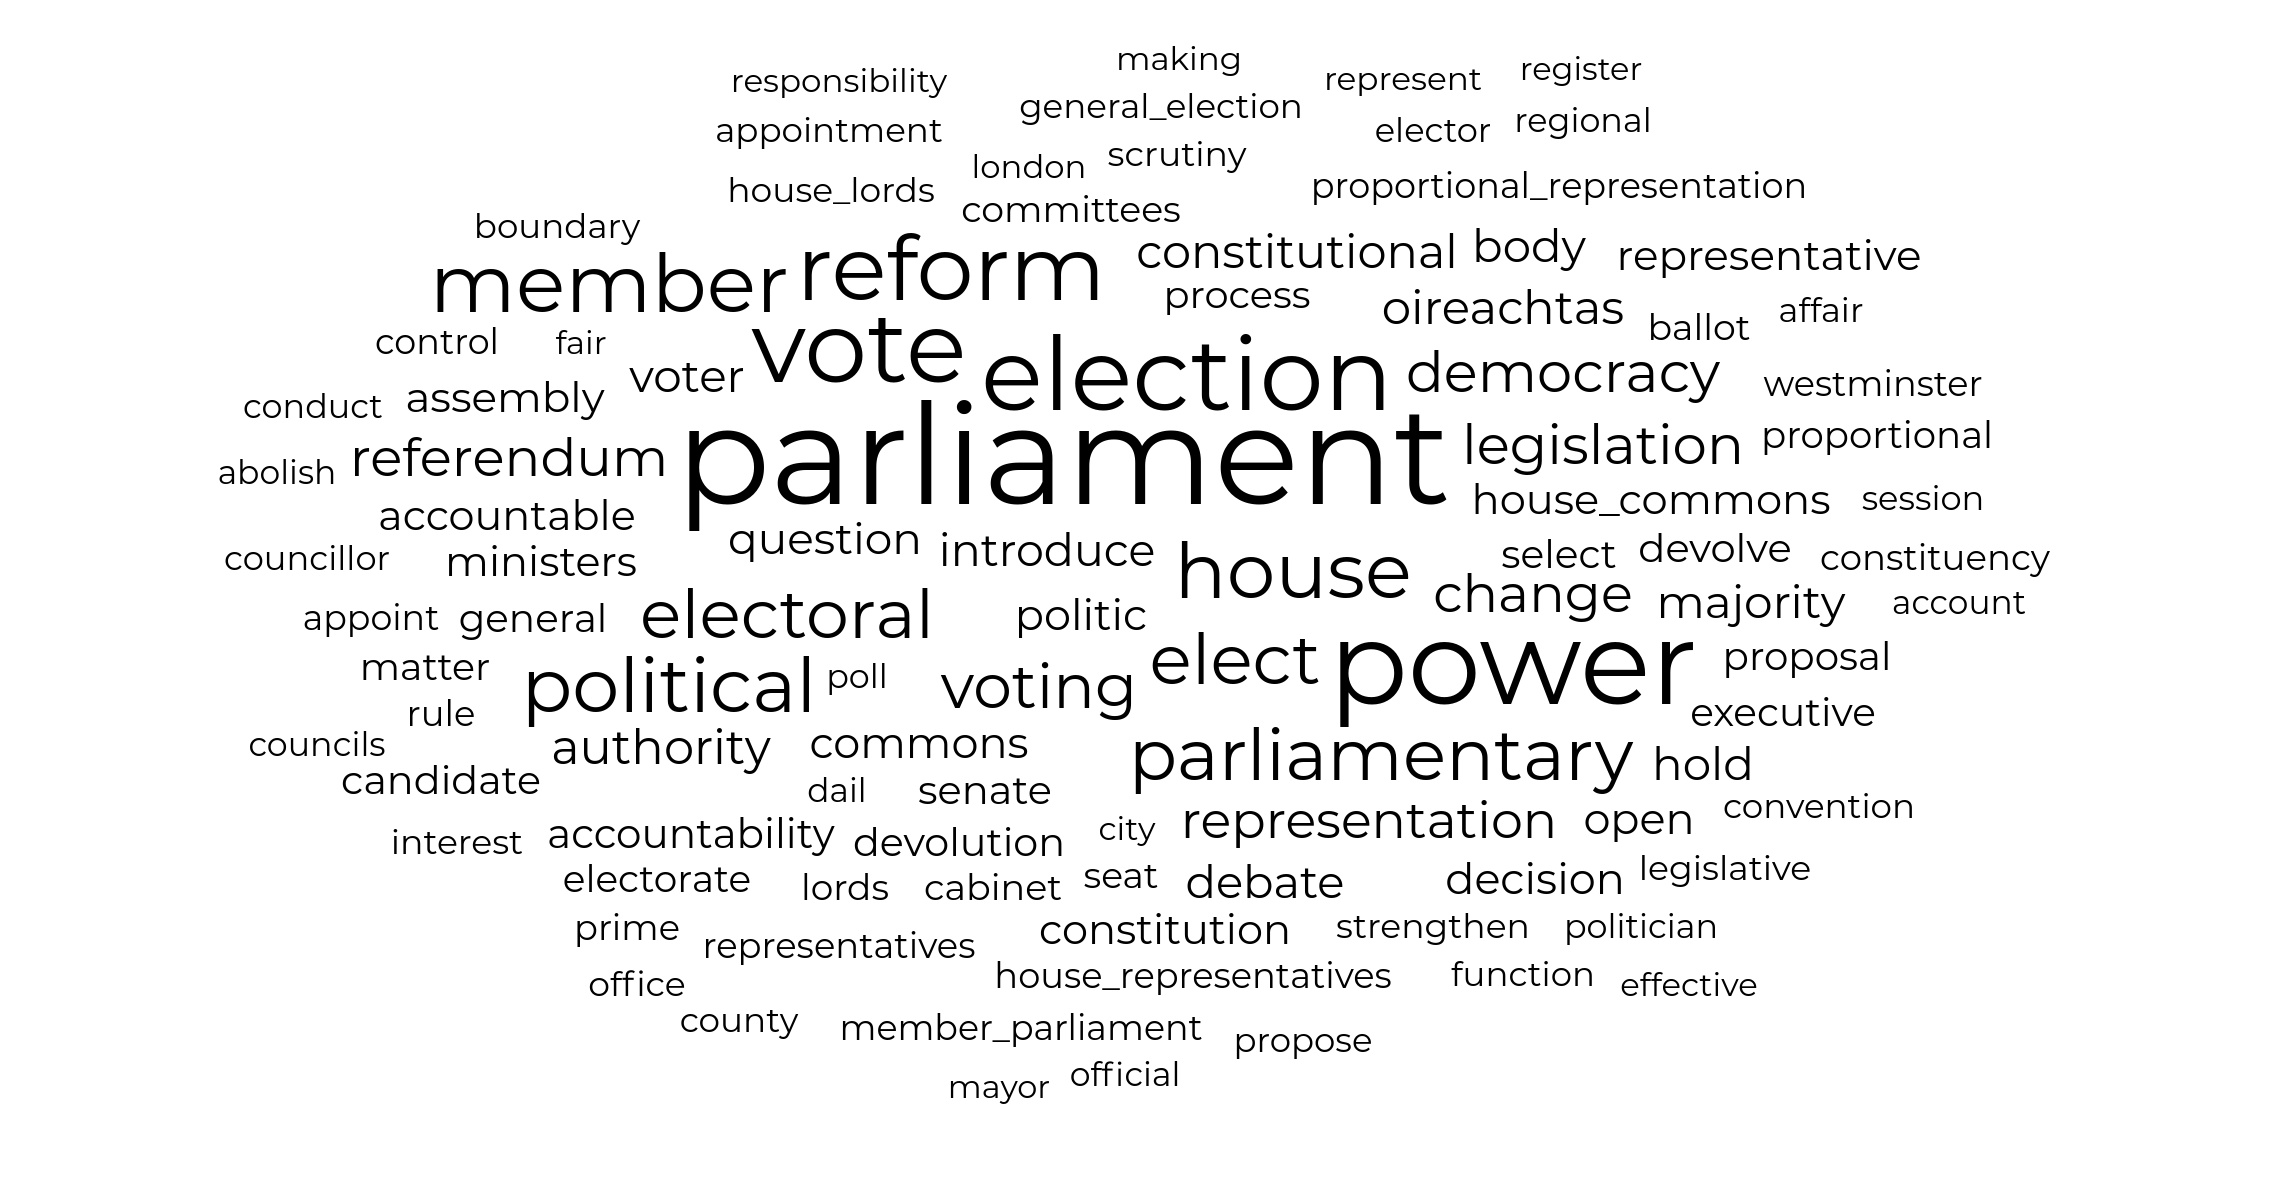 making
register
responsibility
represent
general_election
regional
appointment
elector
scrutiny
london
proportional_representation
house_lords
committees
boundary
member
reform
constitutional
body
representative
process
oireachtas
affair
ballot
control
fair
vote
election
voter
democracy
westminster
conduct
assembly
parliament
proportional
legislation
referendum
abolish
house_commons
session
accountable
question
introduce
select
devolve
constituency
councillor
ministers
house
change
majority
account
appoint
general
electoral
politic
elect
power
proposal
matter
political
poll
voting
rule
executive
councils
authority
commons
parliamentary
hold
candidate
dail
senate
convention
interest
accountability
devolution
city
representation
open
electorate
lords
cabinet
seat
debate
decision
legislative
prime
representatives
constitution
strengthen
politician
office
house_representatives
function
effective
county
member_parliament
propose
official
mayor